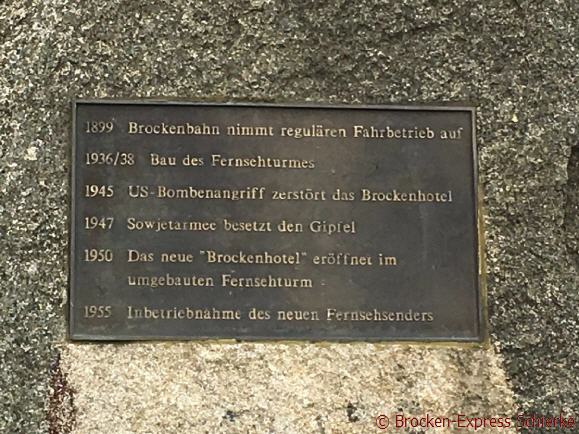 1899 Brockenbahn nimmt regulären Fahrbetrieb auf
1936/38 Bau des Fernsehturmes
1945 US-Bombenangriff zerstört das Brockenhotel
1947 Sowjetarmee besetzt den Gipfel
1950 Das neue "Brockenhotel" eröffnet im
umgebauten Fernsehturm
1955 Inbetriebnahme des neuen Fernsehsenders
© Brocken-Express Schierke